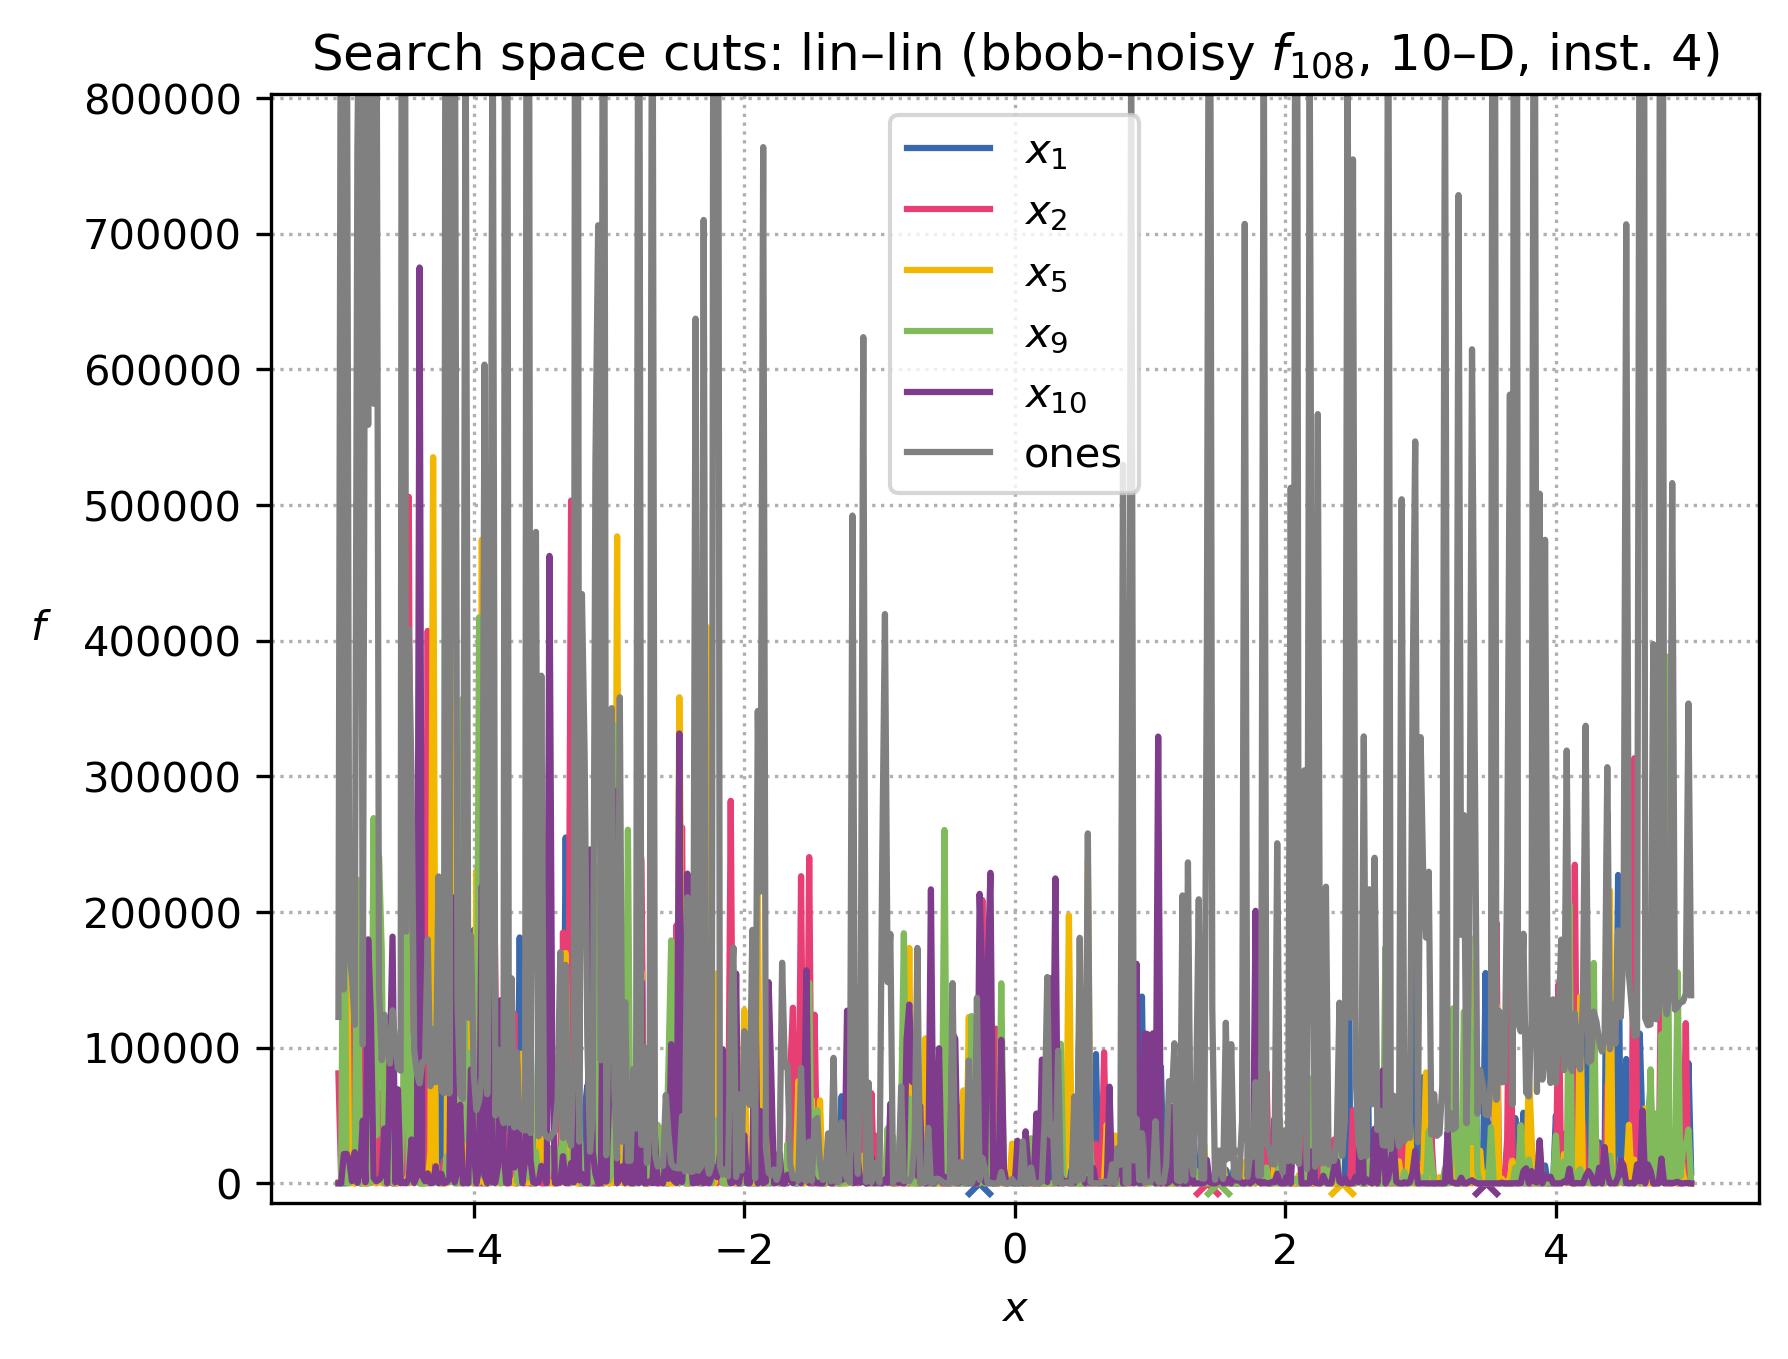 Search space cuts: lin–lin (bbob-noisy f₁₀₈, 10–D, inst. 4)
800000
700000
600000
500000
400000
300000
200000
100000
0
f
x₁
x₂
x₅
x₉
x₁₀
ones
−4
−2
0
2
4
x